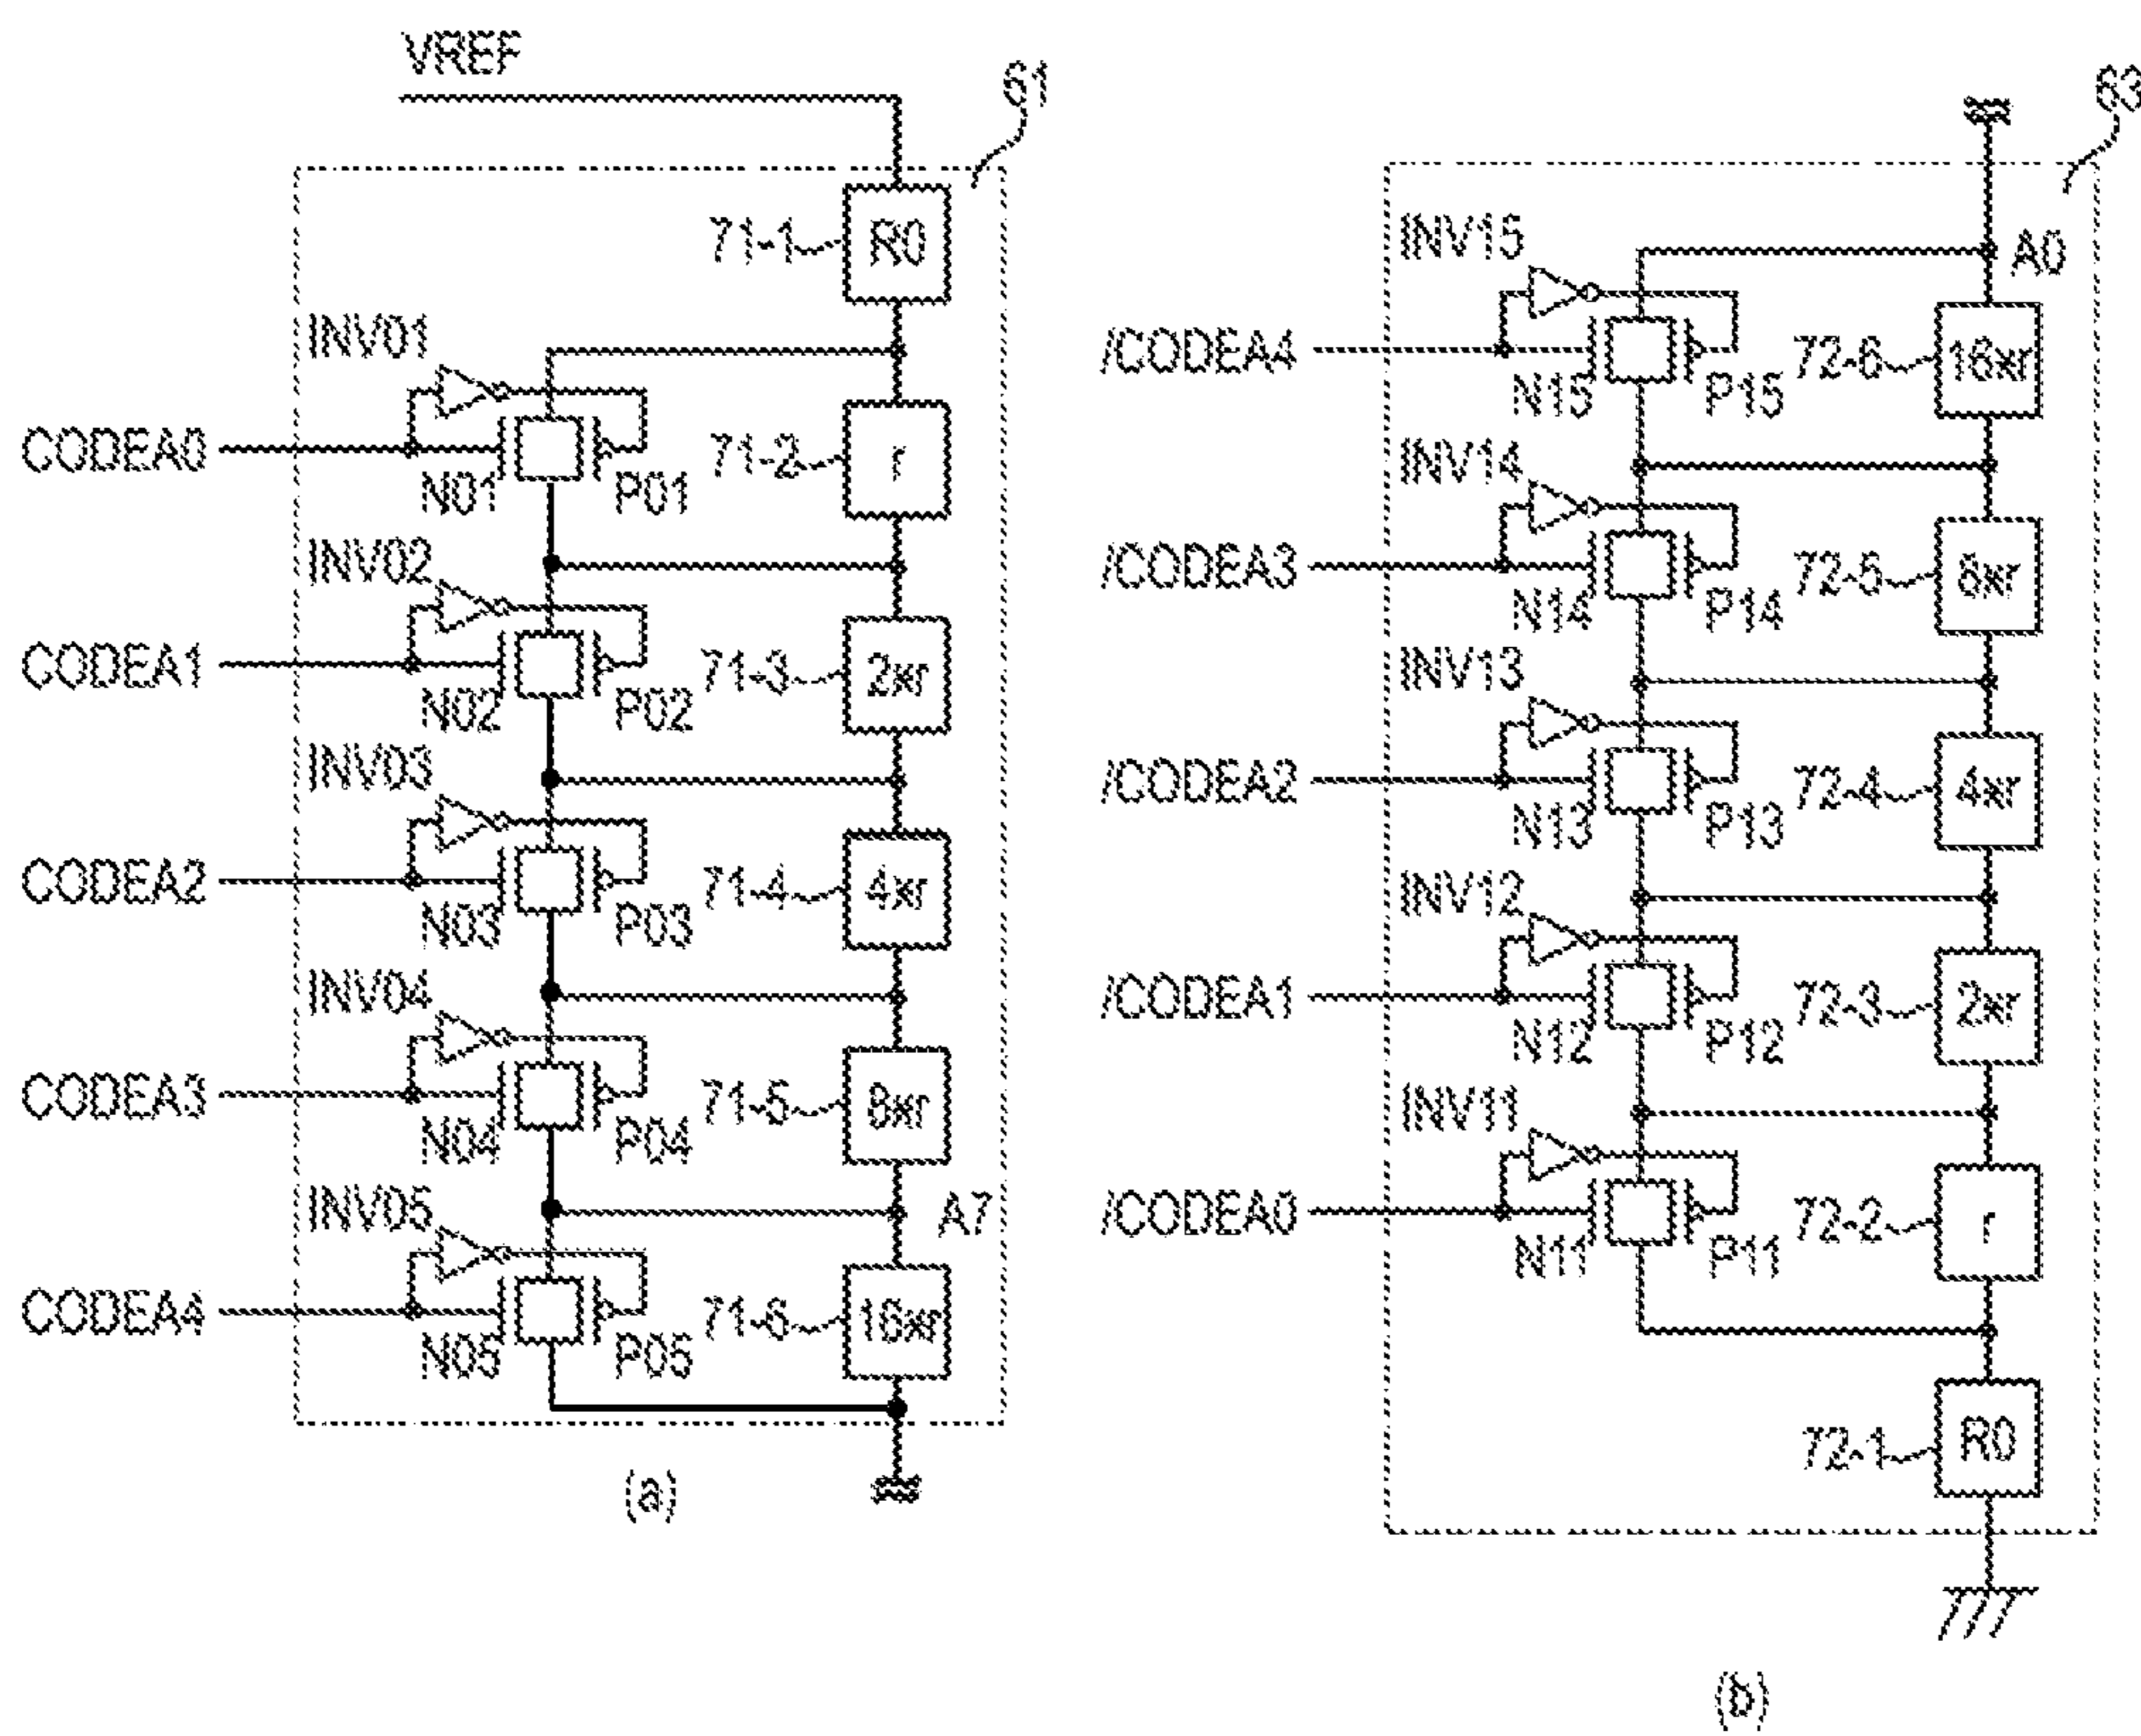 VREF
61
71-1
R0
INV01
CODEA0
N01
P01
71-2
r
INV02
CODEA1
N02
P02
71-3
2xr
INV03
CODEA2
N03
P03
71-4
4xr
INV04
CODEA3
N04
P04
71-5
8xr
INV05
A7
CODEA4
N05
P05
71-6
16xr
(a)
63
INV15
A0
/CODEA4
N15
P15
72-6
16xr
INV14
/CODEA3
N14
P14
72-5
8xr
INV13
/CODEA2
N13
P13
72-4
4xr
INV12
/CODEA1
N12
P12
72-3
2xr
INV11
/CODEA0
N11
P11
72-2
r
72-1
R0
(b)